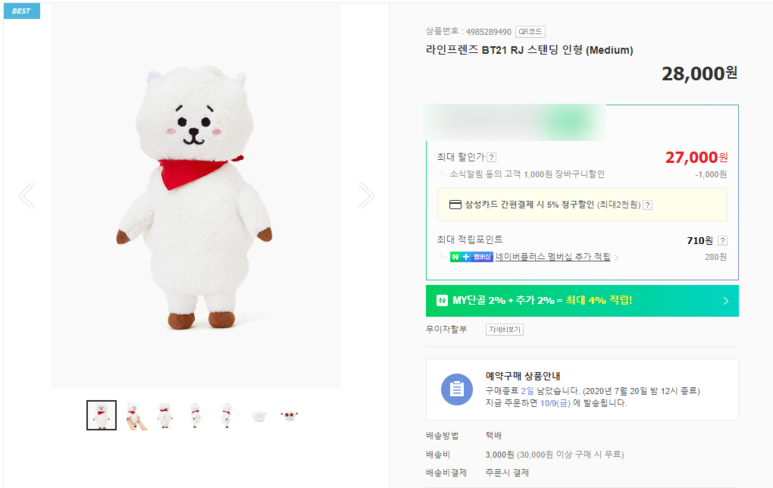 BEST
상품번호 : 4985289490 QR코드
라인프렌즈 BT21 RJ 스탠딩 인형 (Medium)
28,000원
최대 할인가 ? 27,000원
소식알림 동의 고객 1,000원 장바구니할인 -1,000원
삼성카드 간편결제 시 5% 청구할인 (최대2천원) ?
최대 적립포인트 710원 ?
N + 멤버십 네이버플러스 멤버십 추가 적립 280원
N MY단골 2% + 추가 2% = 최대 4% 적립!
무이자할부 자세히보기
예약구매 상품안내
구매종료 2일 남았습니다. (2020년 7월 20일 밤 12시 종료)
지금 주문하면 10/9(금) 에 발송됩니다.
배송방법 택배
배송비 3,000원 (30,000원 이상 구매 시 무료)
배송비결제 주문시 결제